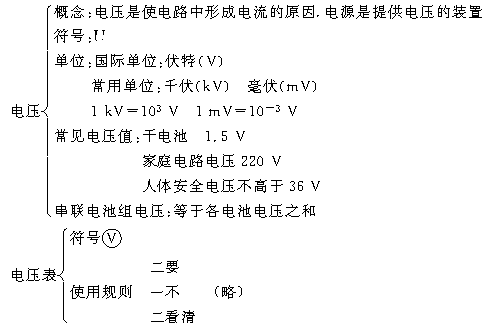 概念:电压是使电路中形成电流的原因.电源是提供电压的装置
符号:U
单位:国际单位:伏特(V)
常用单位:千伏(kV) 毫伏(mV)
电压
1 kV=10³ V 1 mV=10⁻³ V
常见电压值:干电池 1.5 V
家庭电路电压 220 V
人体安全电压不高于 36 V
串联电池组电压:等于各电池电压之和
符号Ⓥ
电压表
二要
使用规则 一不 (略)
二看清